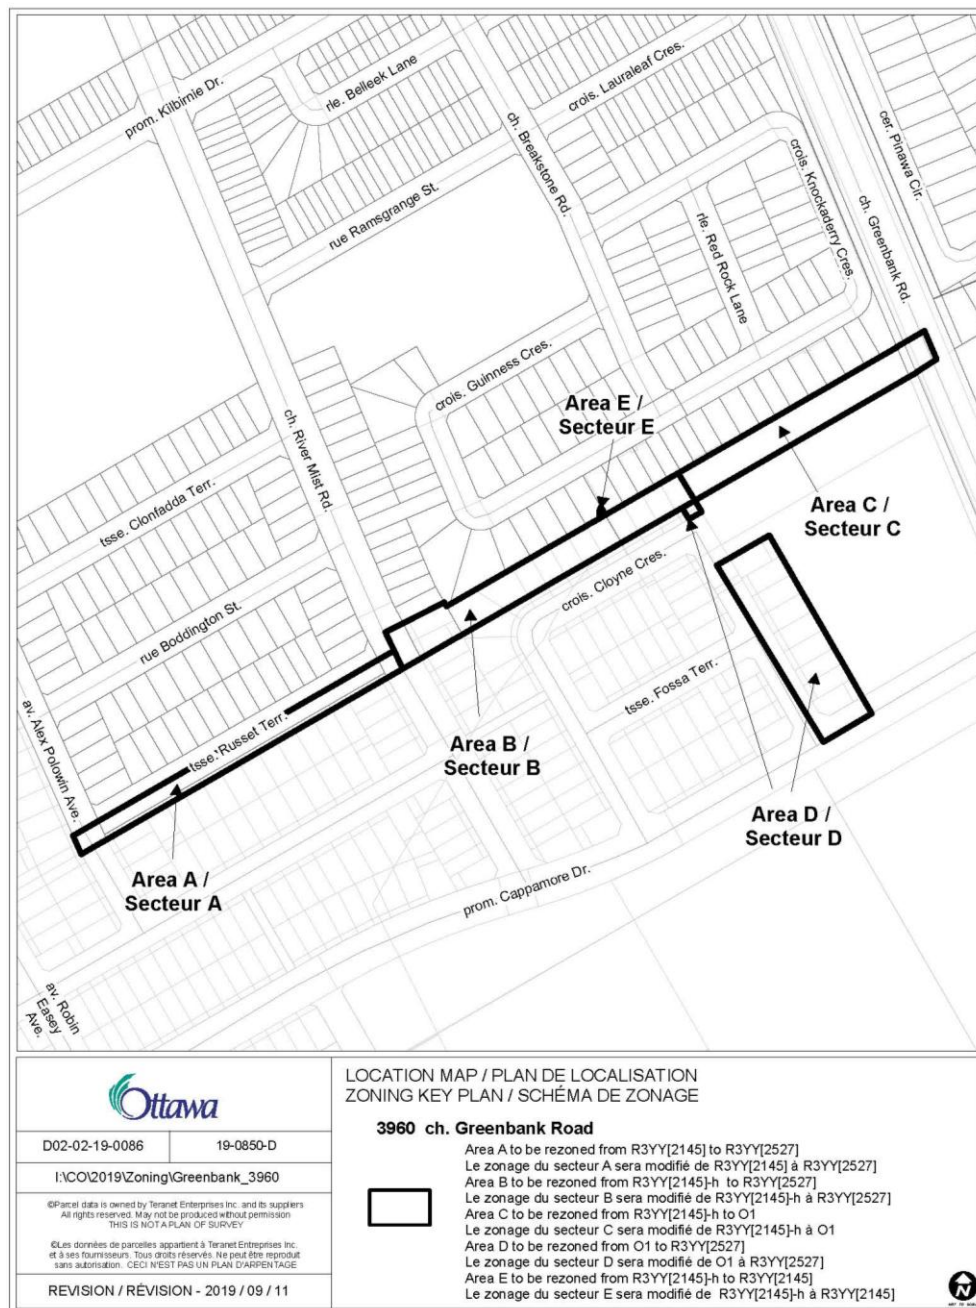 prom. Kilbirnie Dr.
rle. Belleek Lane
crois. Lauraleaf Cres.
cer. Pinawa Cir.
ch. Breakstone Rd.
crois. Knockaderry Cres.
ch. Greenbank Rd.
rue Ramsgrange St.
rle. Red Rock Lane
crois. Guinness Cres.
Area E /
Secteur E
ch. River Mist Rd.
Area C /
Secteur C
tsse. Clonfadda Terr.
crois. Cloyne Cres.
rue Boddington St.
tsse. Fossa Terr.
av. Alex Polowin Ave.
tsse. Russet Terr.
Area B /
Secteur B
Area D /
Secteur D
Area A /
Secteur A
prom. Cappamore Dr.
av. Robin
Easey
Ave.
Ottawa
D02-02-19-0086
19-0850-D
I:\CO\2019\Zoning\Greenbank_3960
©Parcel data is owned by Teranet Enterprises Inc. and its suppliers
All rights reserved. May not be produced without permission
THIS IS NOT A PLAN OF SURVEY
©Les données de parcelles appartient à Teranet Entreprises Inc.
et à ses fournisseurs. Tous droits réservés. Ne peut être reproduit
sans autorisation. CECI N'EST PAS UN PLAN D'ARPENTAGE
REVISION / RÉVISION - 2019 / 09 / 11
LOCATION MAP / PLAN DE LOCALISATION
ZONING KEY PLAN / SCHÉMA DE ZONAGE
3960 ch. Greenbank Road
Area A to be rezoned from R3YY[2145] to R3YY[2527]
Le zonage du secteur A sera modifié de R3YY[2145] à R3YY[2527]
Area B to be rezoned from R3YY[2145]-h to R3YY[2527]
Le zonage du secteur B sera modifié de R3YY[2145]-h à R3YY[2527]
Area C to be rezoned from R3YY[2145]-h to O1
Le zonage du secteur C sera modifié de R3YY[2145]-h à O1
Area D to be rezoned from O1 to R3YY[2527]
Le zonage du secteur D sera modifié de O1 à R3YY[2527]
Area E to be rezoned from R3YY[2145]-h to R3YY[2145]
Le zonage du secteur E sera modifié de R3YY[2145]-h à R3YY[2145]
N